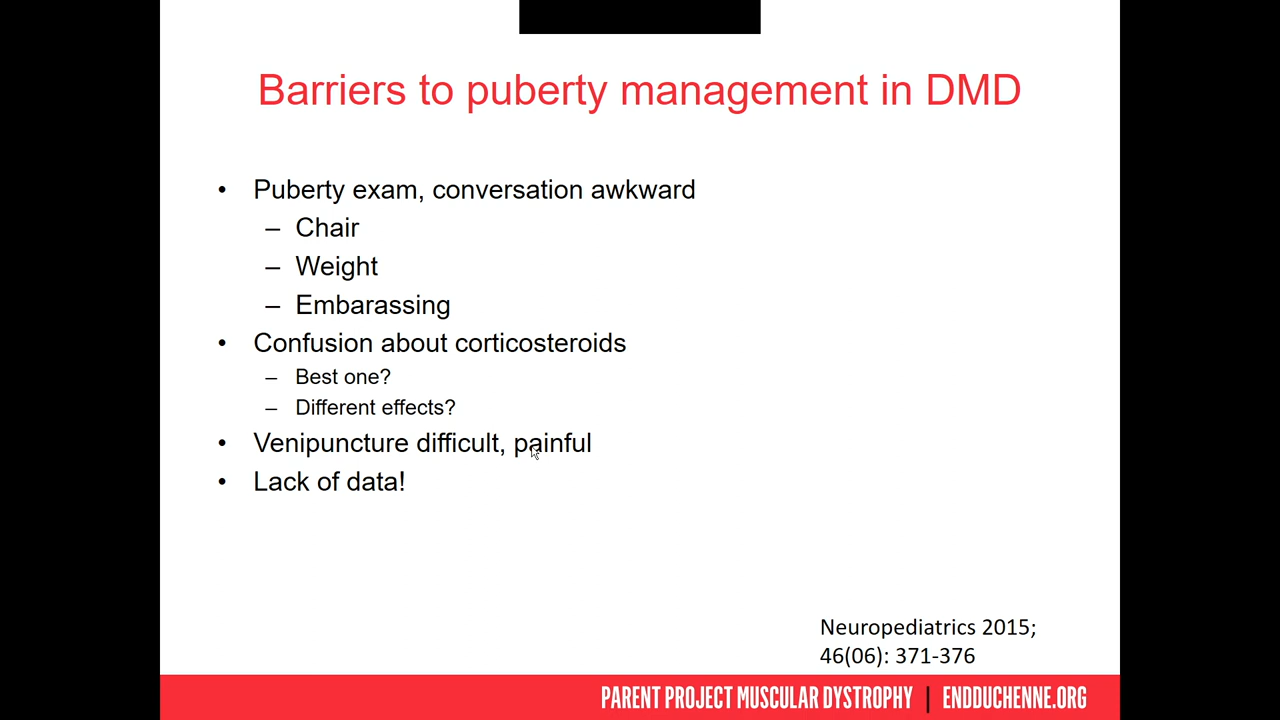 Barriers to puberty management in DMD
• Puberty exam, conversation awkward
– Chair
– Weight
– Embarassing
• Confusion about corticosteroids
– Best one?
– Different effects?
• Venipuncture difficult, painful
• Lack of data!
Neuropediatrics 2015;
46(06): 371-376
PARENT PROJECT MUSCULAR DYSTROPHY | ENDDUCHENNE.ORG